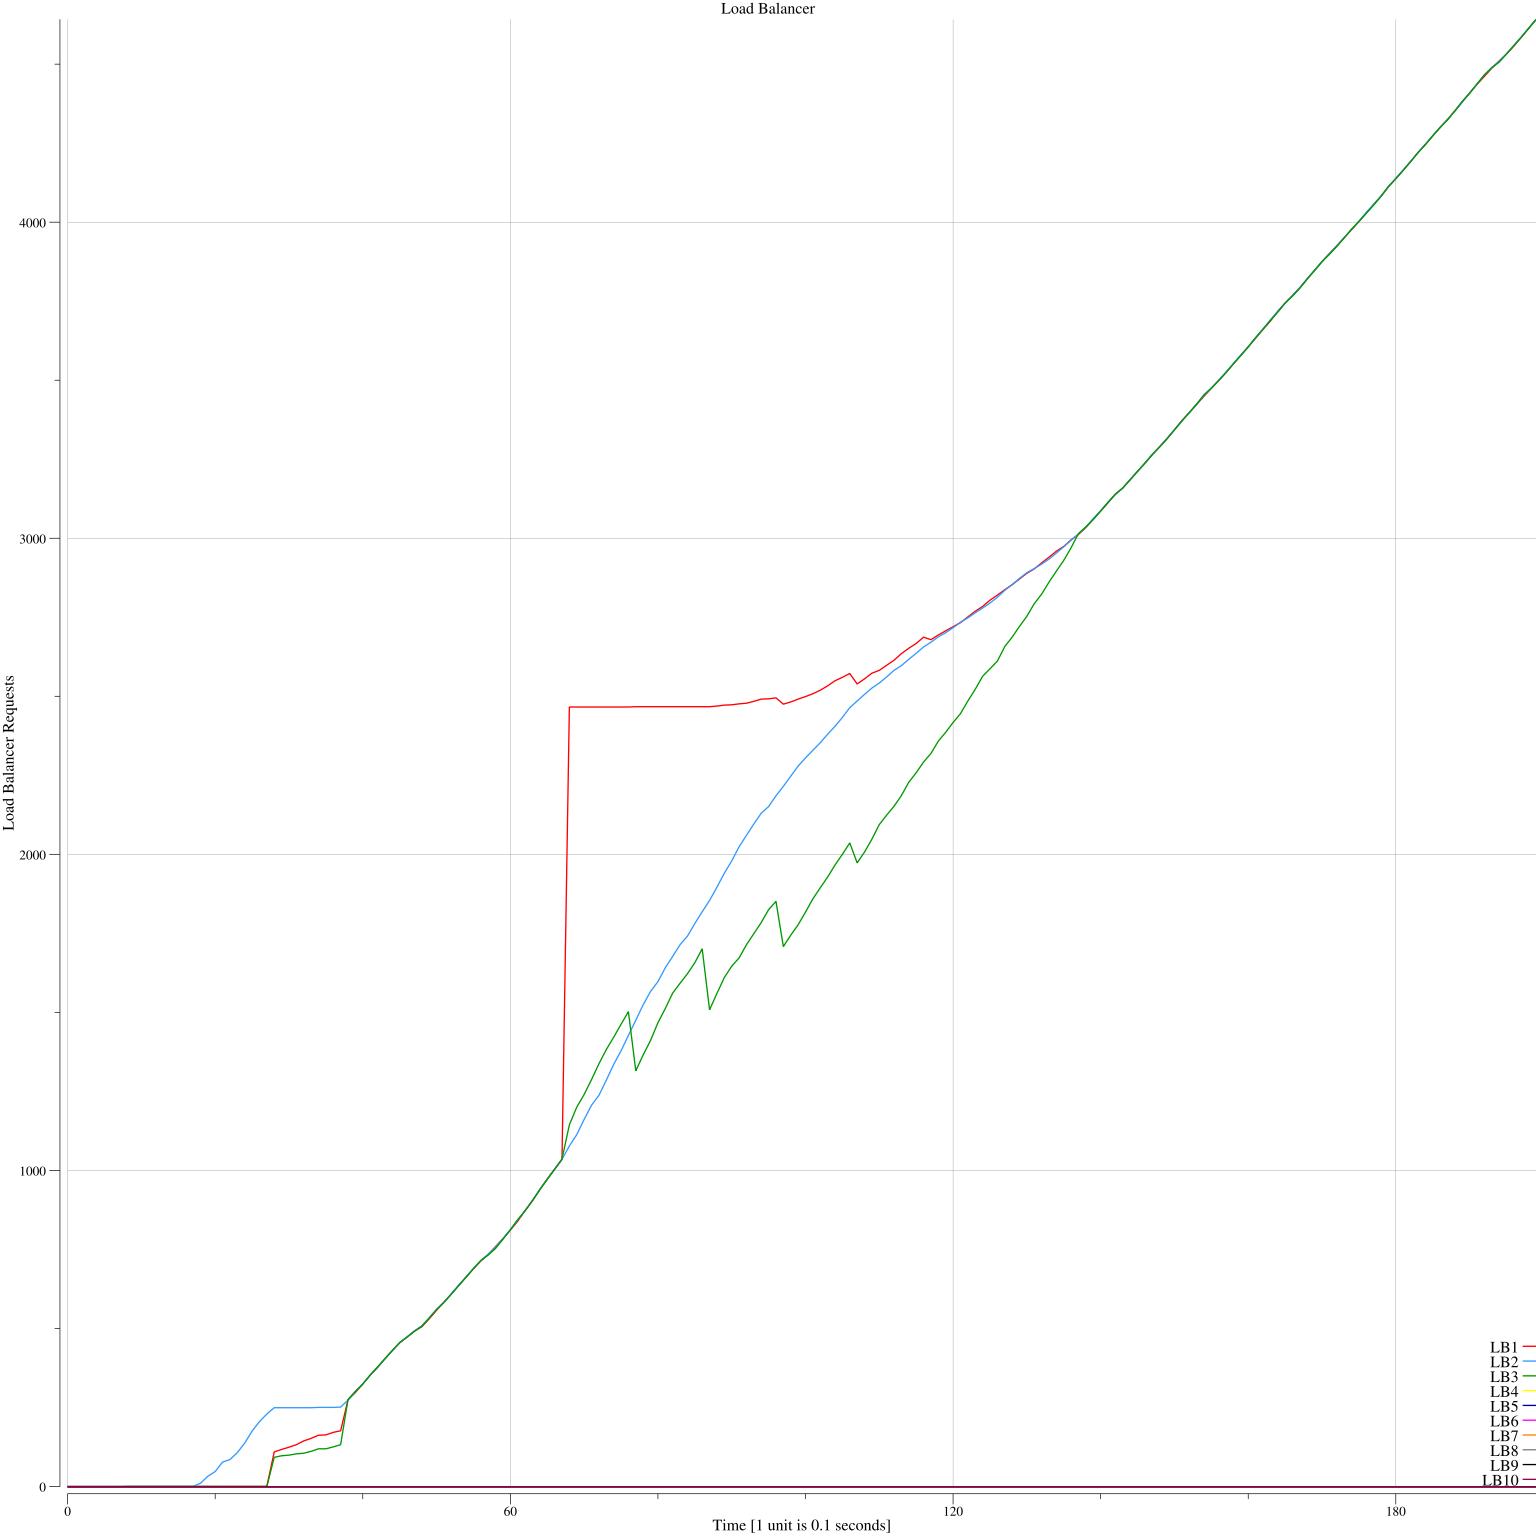 Load Balancer
4000
3000
2000
1000
0
Load Balancer Requests
0
60
120
180
Time [1 unit is 0.1 seconds]
LB1
LB2
LB3
LB4
LB5
LB6
LB7
LB8
LB9
LB10